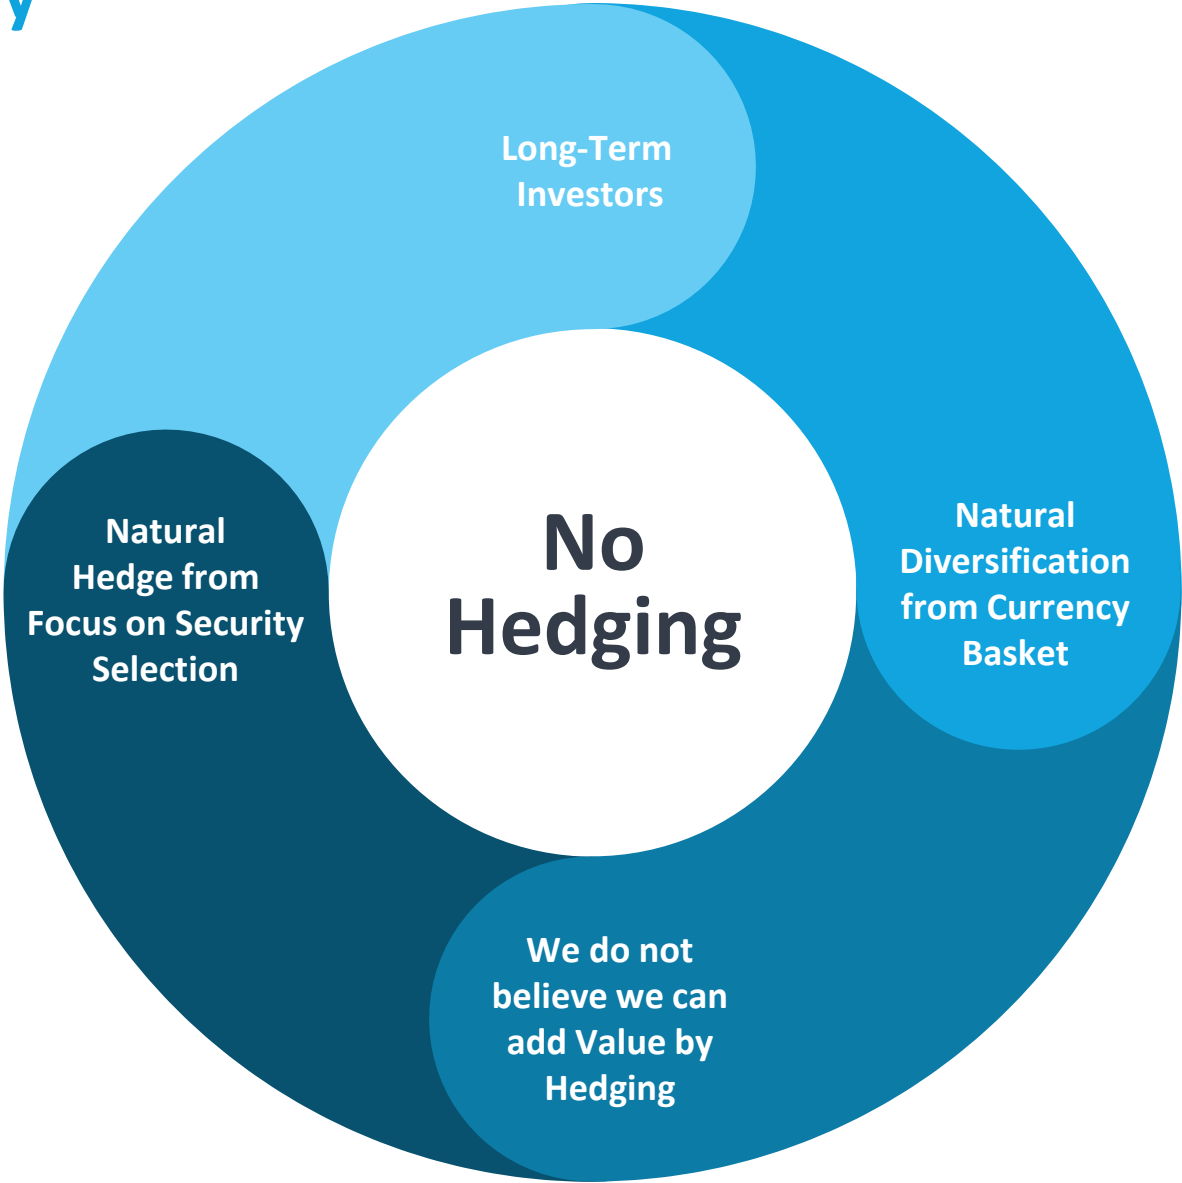 y
Long-Term
Investors
Natural
Diversification
from Currency
Basket
We do not
believe we can
add Value by
Hedging
Natural
Hedge from
Focus on Security
Selection
No
Hedging